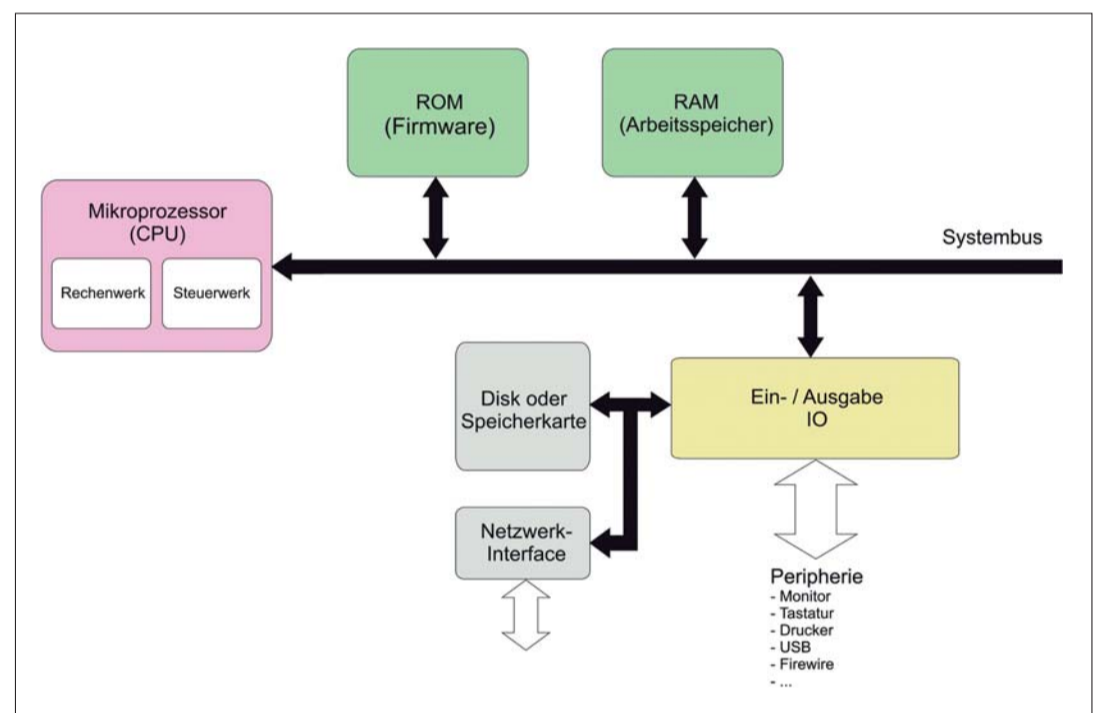 ROM
(Firmware)
RAM
(Arbeitsspeicher)
Mikroprozessor
(CPU)
Rechenwerk
Steuerwerk
Systembus
Disk oder
Speicherkarte
Ein- / Ausgabe
IO
Netzwerk-
Interface
Peripherie
- Monitor
- Tastatur
- Drucker
- USB
- Firewire
- ...